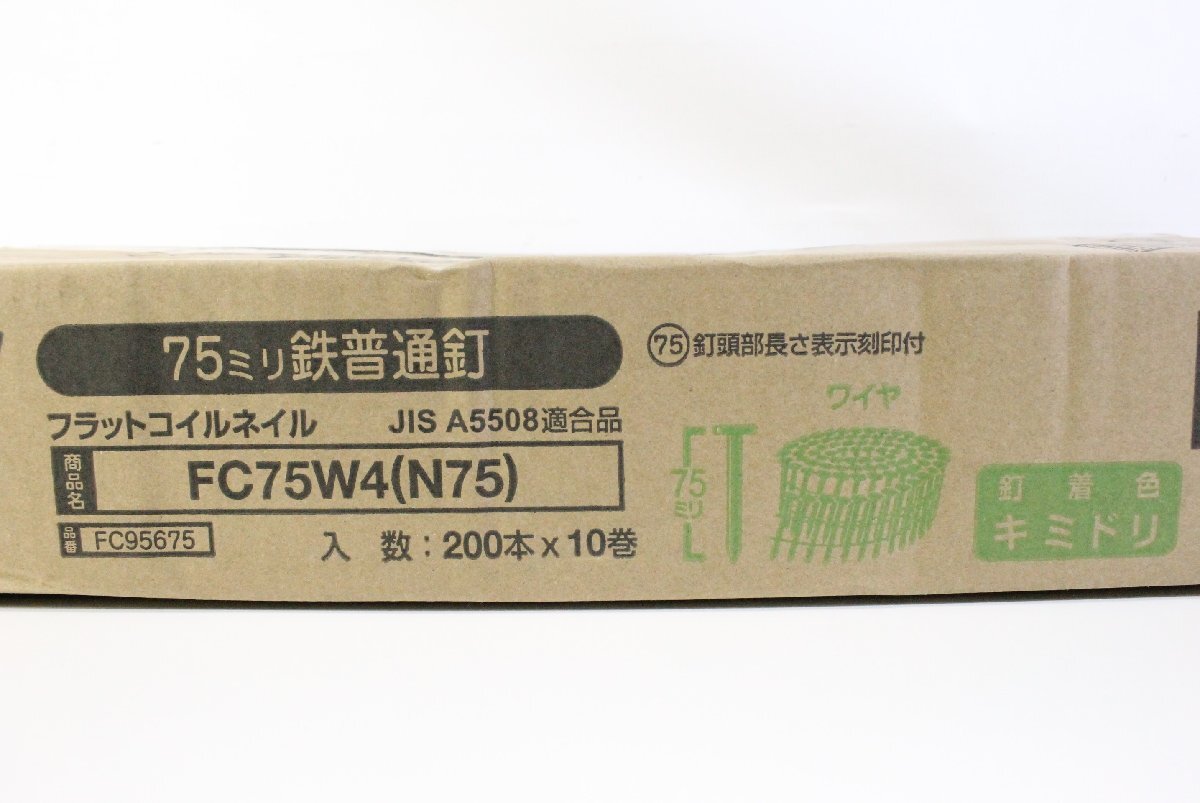 75ミリ鉄普通釘
フラットコイルネイル JIS A5508適合品
商品名 FC75W4(N75)
品番 FC95675
入数：200本×10巻
75 釘頭部長さ表示刻印付
ワイヤ
75ミリ
釘着色
キミドリ